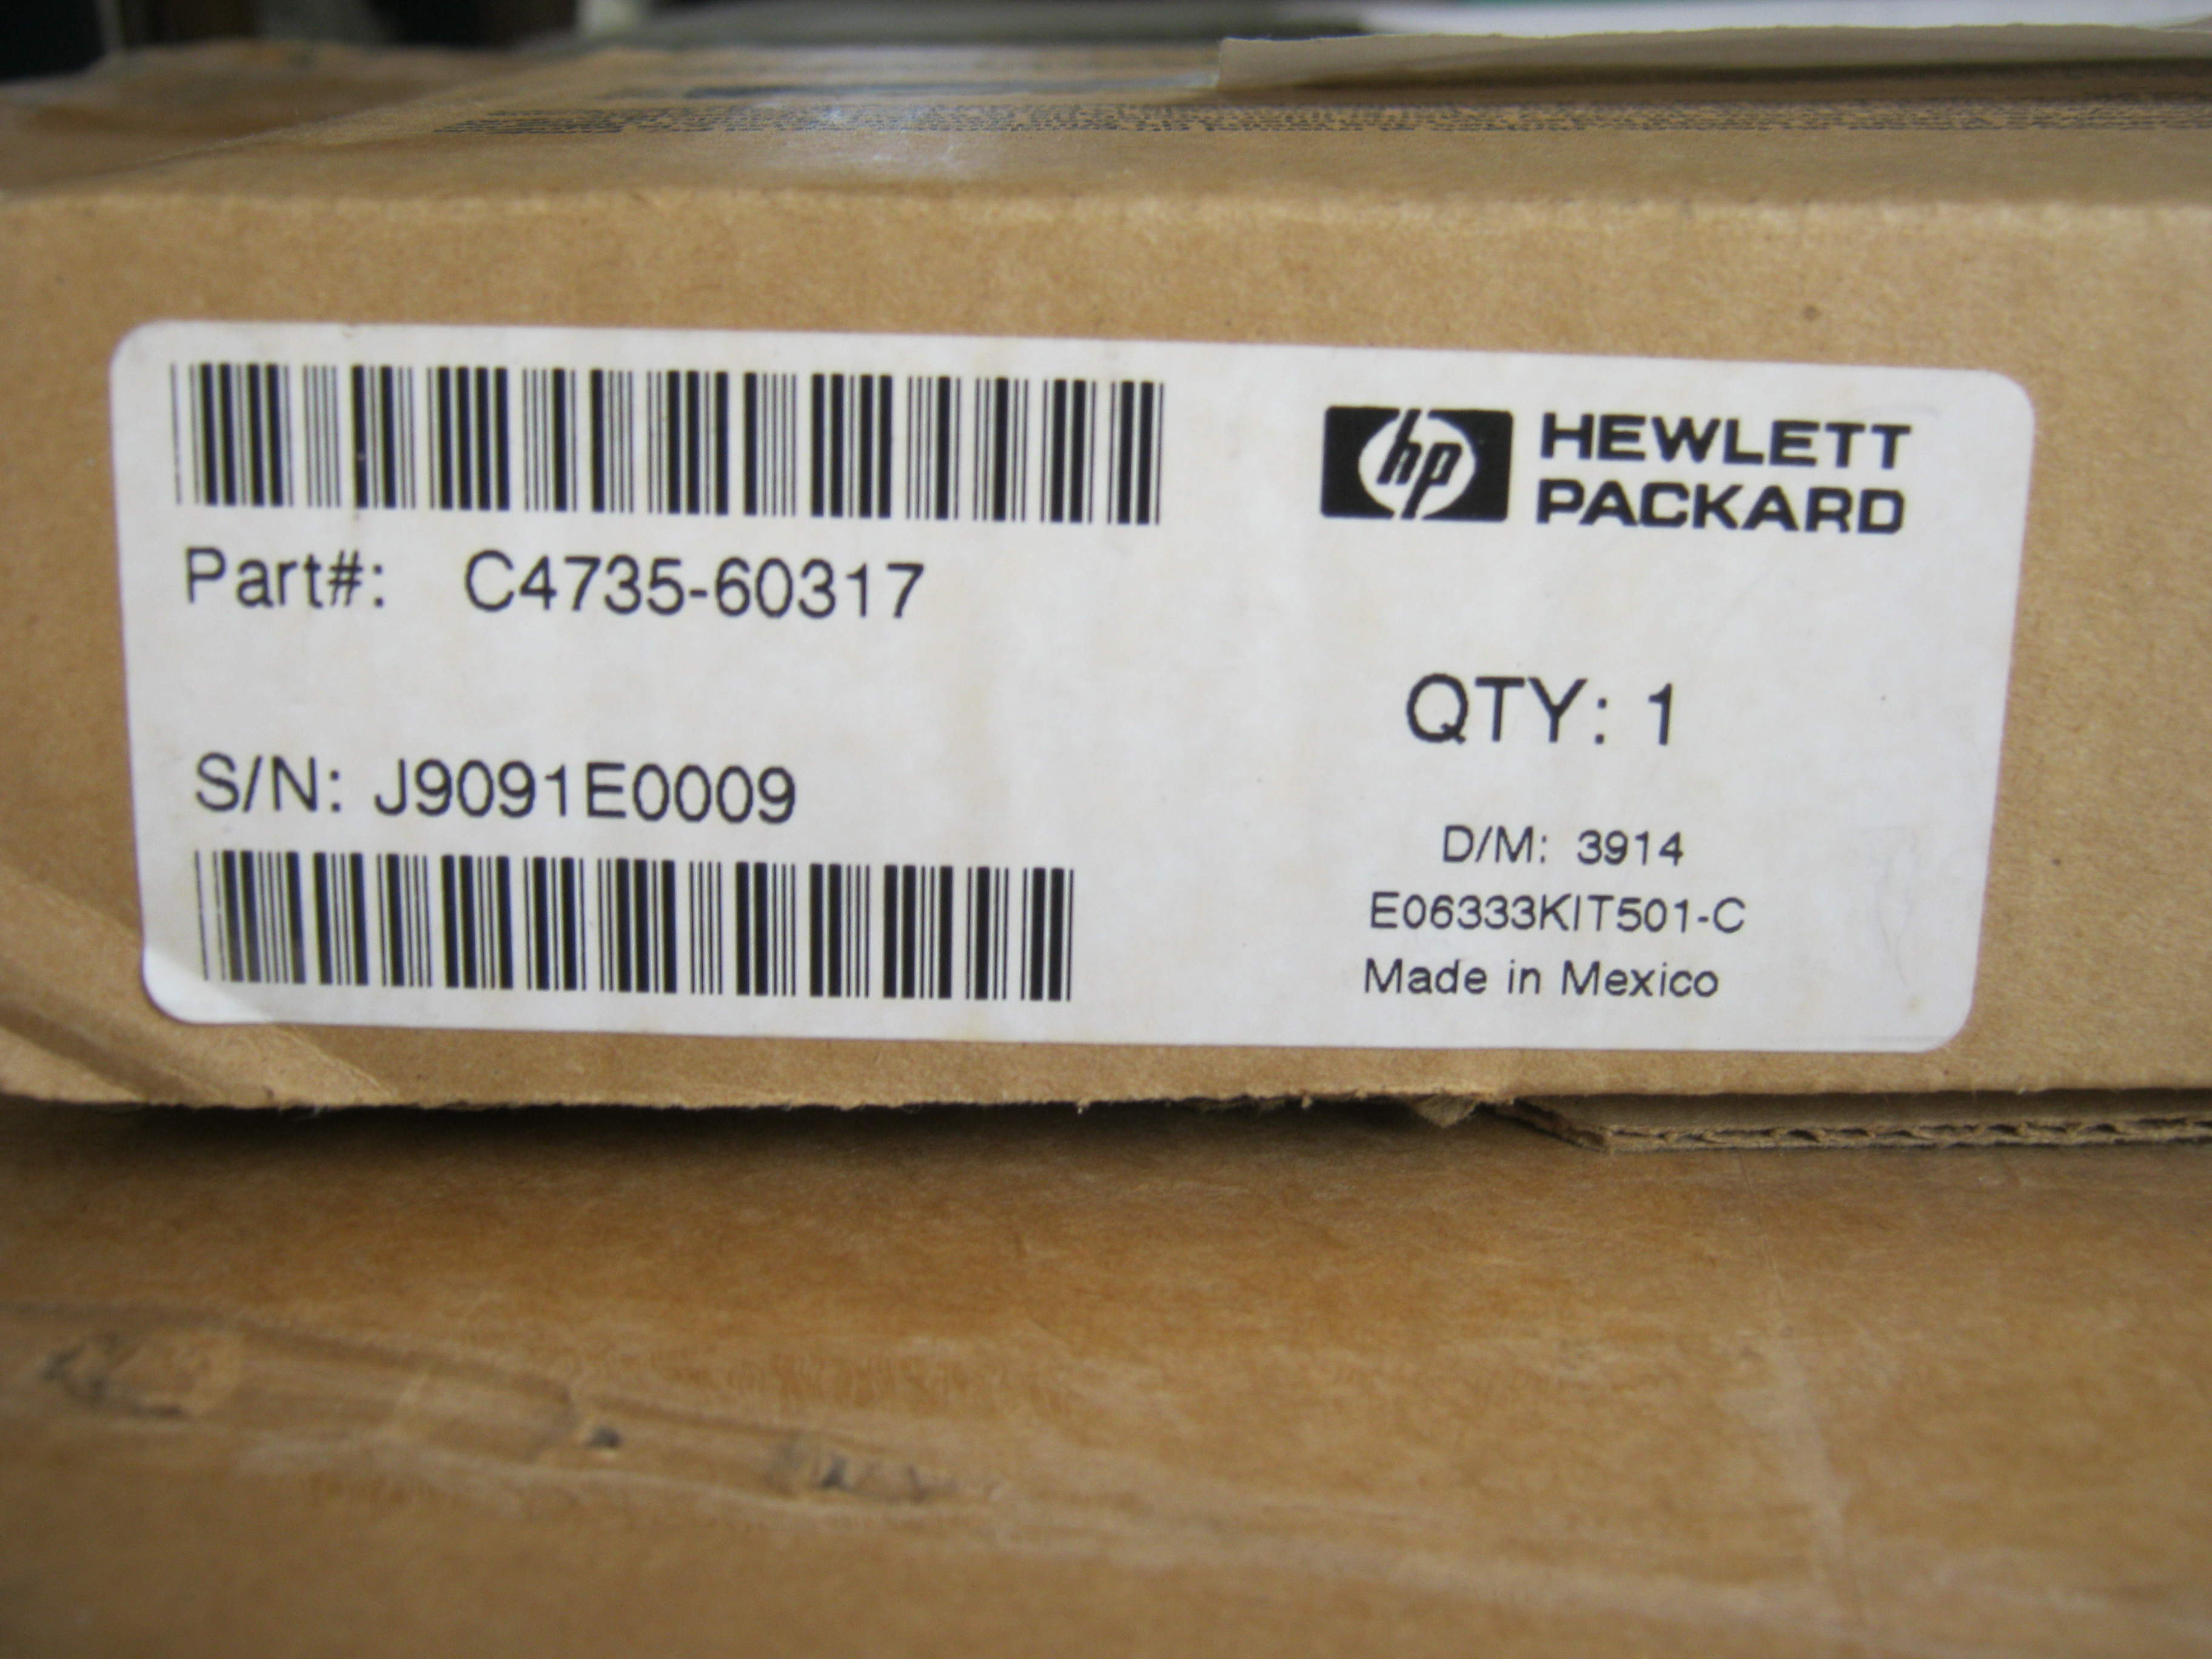 hp HEWLETT
PACKARD
Part#: C4735-60317
QTY: 1
S/N: J9091E0009
D/M: 3914
E06333KIT501-C
Made in Mexico